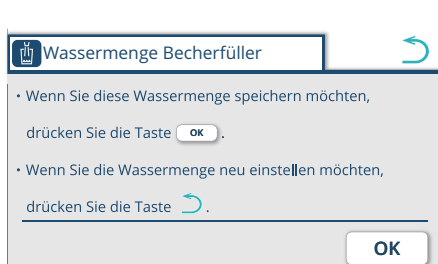 Wassermenge Becherfüller
· Wenn Sie diese Wassermenge speichern möchten,
drücken Sie die Taste OK .
· Wenn Sie die Wassermenge neu einstellen möchten,
drücken Sie die Taste .
OK